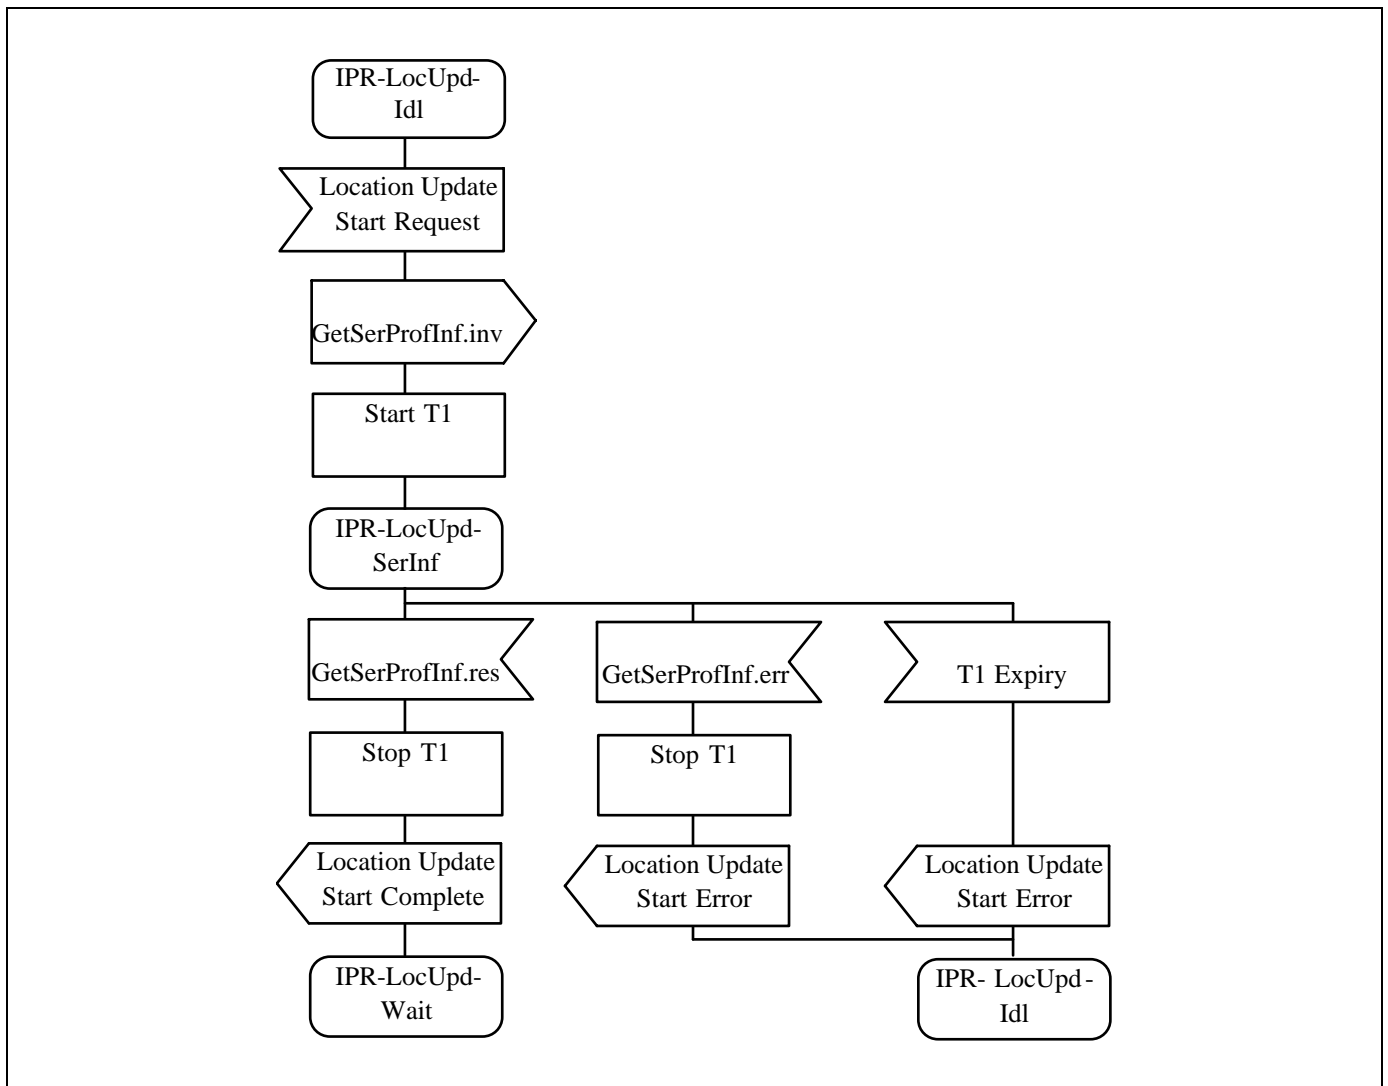 IPR-LocUpd-
Idl
Location Update
Start Request
GetSerProfInf.inv
Start T1
IPR-LocUpd-
SerInf
GetSerProfInf.res
GetSerProfInf.err
T1 Expiry
Stop T1
Stop T1
Location Update
Start Complete
Location Update
Start Error
Location Update
Start Error
IPR-LocUpd-
Wait
IPR- LocUpd -
Idl